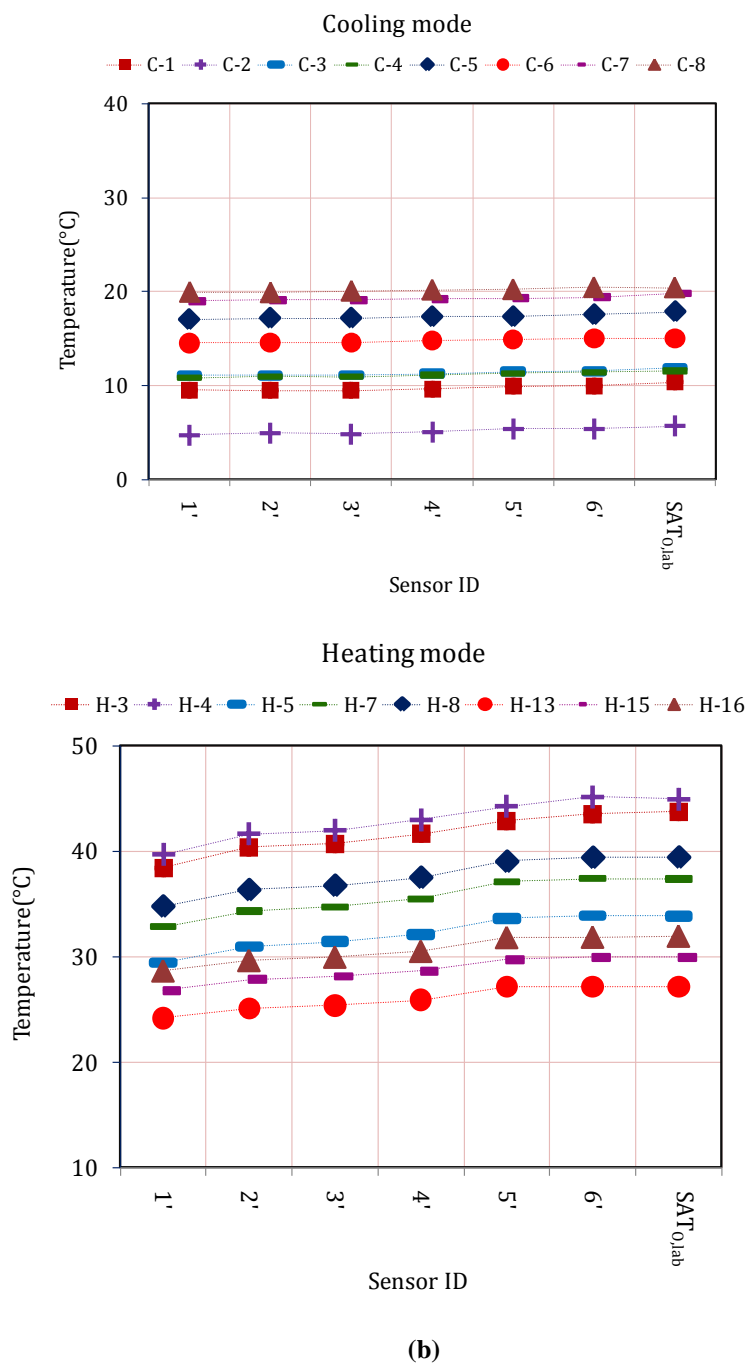 Cooling mode
C-1 C-2 C-3 C-4 C-5 C-6 C-7 C-8
40
30
20
10
0
Temperature(°C)
1' 2' 3' 4' 5' 6' SAT0,lab
Sensor ID
Heating mode
H-3 H-4 H-5 H-7 H-8 H-13 H-15 H-16
50
40
30
20
10
Temperature(°C)
1' 2' 3' 4' 5' 6' SAT0,lab
Sensor ID
(b)